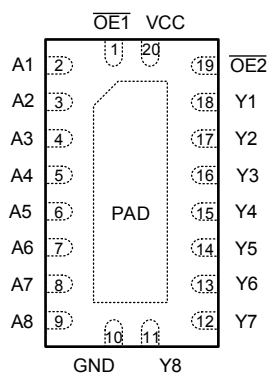 OE1 VCC
1 20
A1 2 19 OE2
A2 3 18 Y1
A3 4 17 Y2
A4 5 16 Y3
A5 6 15 Y4
PAD
A6 7 14 Y5
A7 8 13 Y6
A8 9 12 Y7
10 11
GND Y8